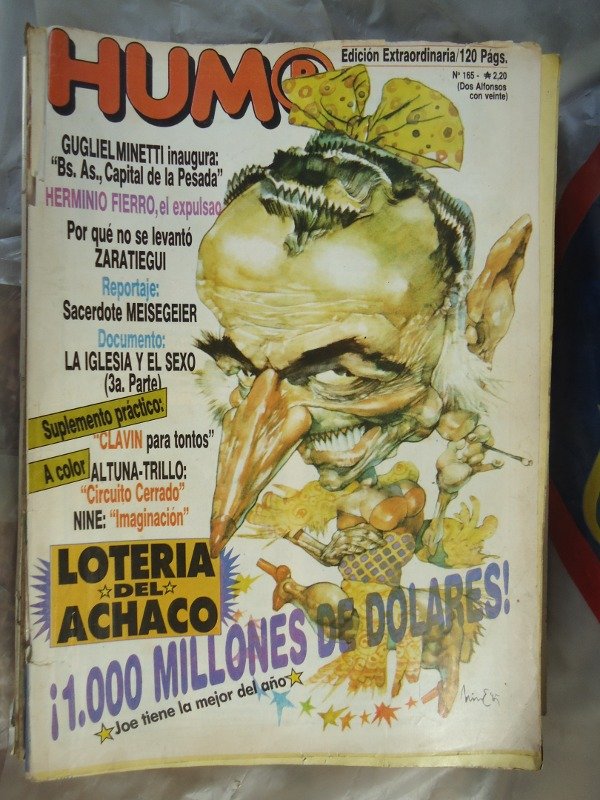 HUM®
Edición Extraordinaria/120 Págs.
Nº 165 - ★ 2,20
(Dos Alfonsos
con veinte)
GUGLIELMINETTI inaugura:
"Bs. As., Capital de la Pesada"
HERMINIO FIERRO, el expulsao
Por qué no se levantó
ZARATIEGUI
Reportaje:
Sacerdote MEISEGEIER
Documento:
LA IGLESIA Y EL SEXO
(3a. Parte)
Suplemento práctico:
"CLAVIN para tontos"
A color
ALTUNA-TRILLO:
"Circuito Cerrado"
NINE: "Imaginación"
LOTERIA
☆DEL☆
ACHACO
¡1.000 MILLONES DE DOLARES!
★Joe tiene la mejor del año★